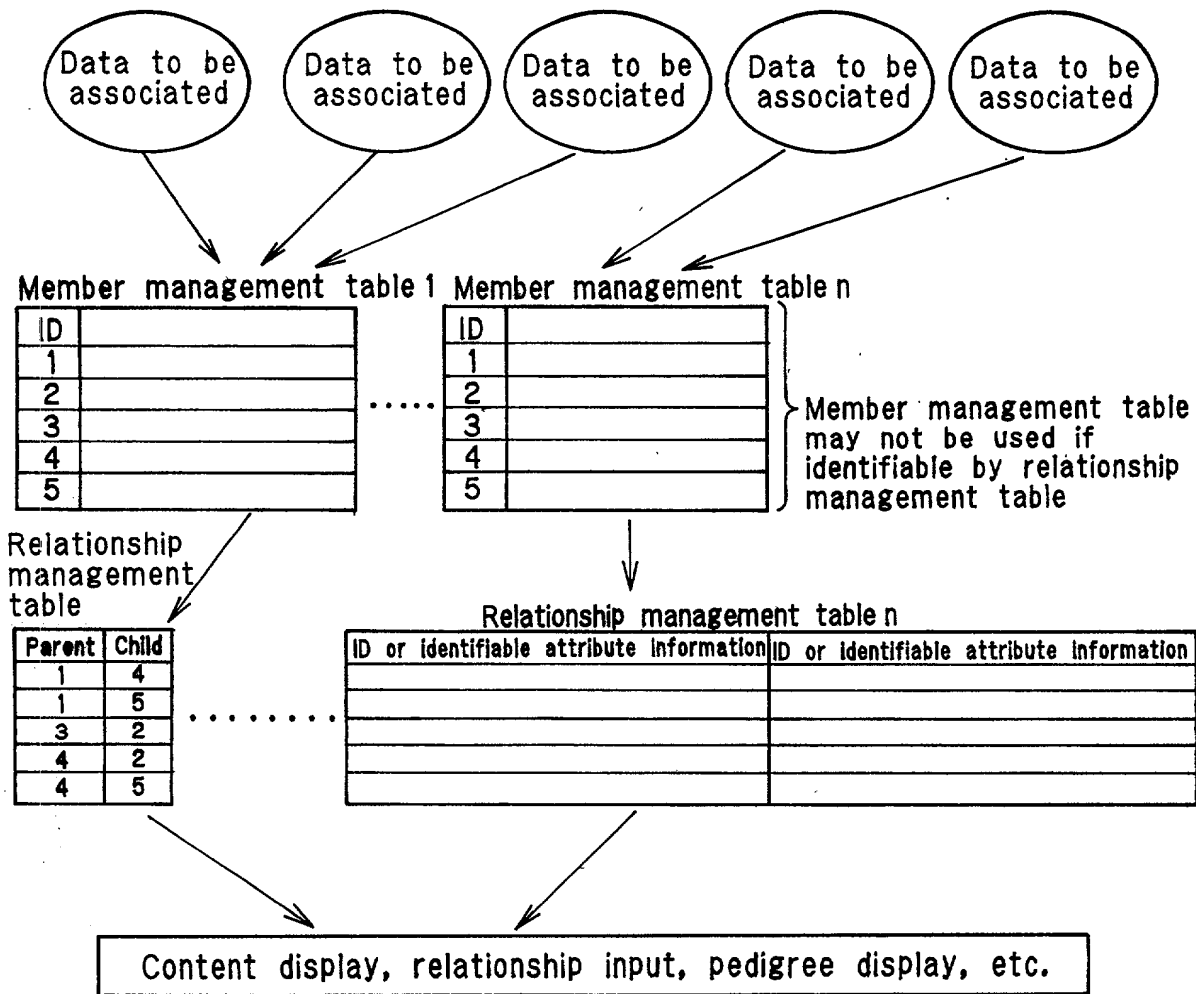 Data to be
associated
Data to be
associated
Data to be
associated
Data to be
associated
Data to be
associated
Member management table 1
ID
1
2
3
4
5
.....
Member management table n
ID
1
2
3
4
5
Member management table
may not be used if
identifiable by relationship
management table
Relationship
management
table
Parent Child
1 4
1 5
3 2
4 2
4 5
.........
Relationship management table n
ID or identifiable attribute information ID or identifiable attribute information
Content display, relationship input, pedigree display, etc.